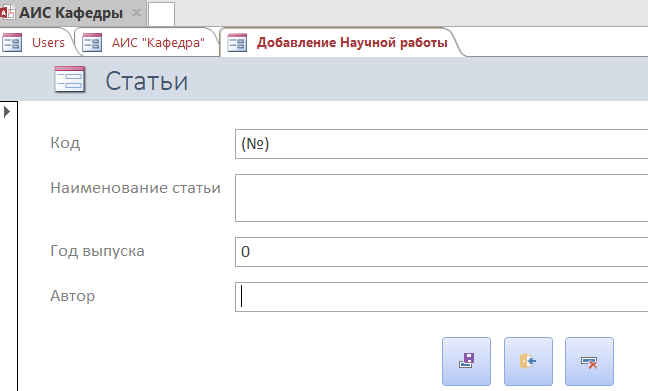 АИС Кафедры
Users АИС "Кафедра" Добавление Научной работы
Статьи
Код (№)
Наименование статьи
Год выпуска 0
Автор